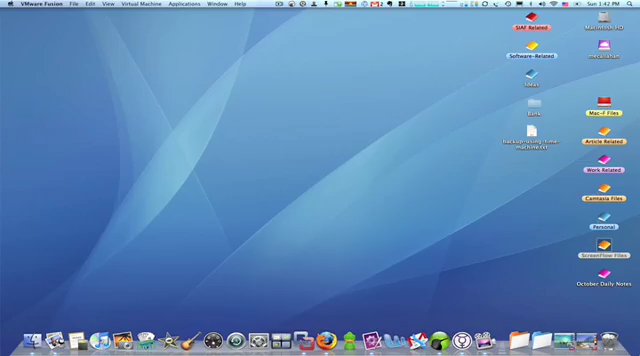 VMware Fusion File Edit View Virtual Machine Applications Window Help
Sun 1:42 PM
SIAF Related
Macintosh HD
Software-Related
mecallahan
Ideas
Bank
Mac-F Files
backup-using-time-
machine.txt
Article Related
Work Related
Camtasia Files
Personal
ScreenFlow Files
October Daily Notes